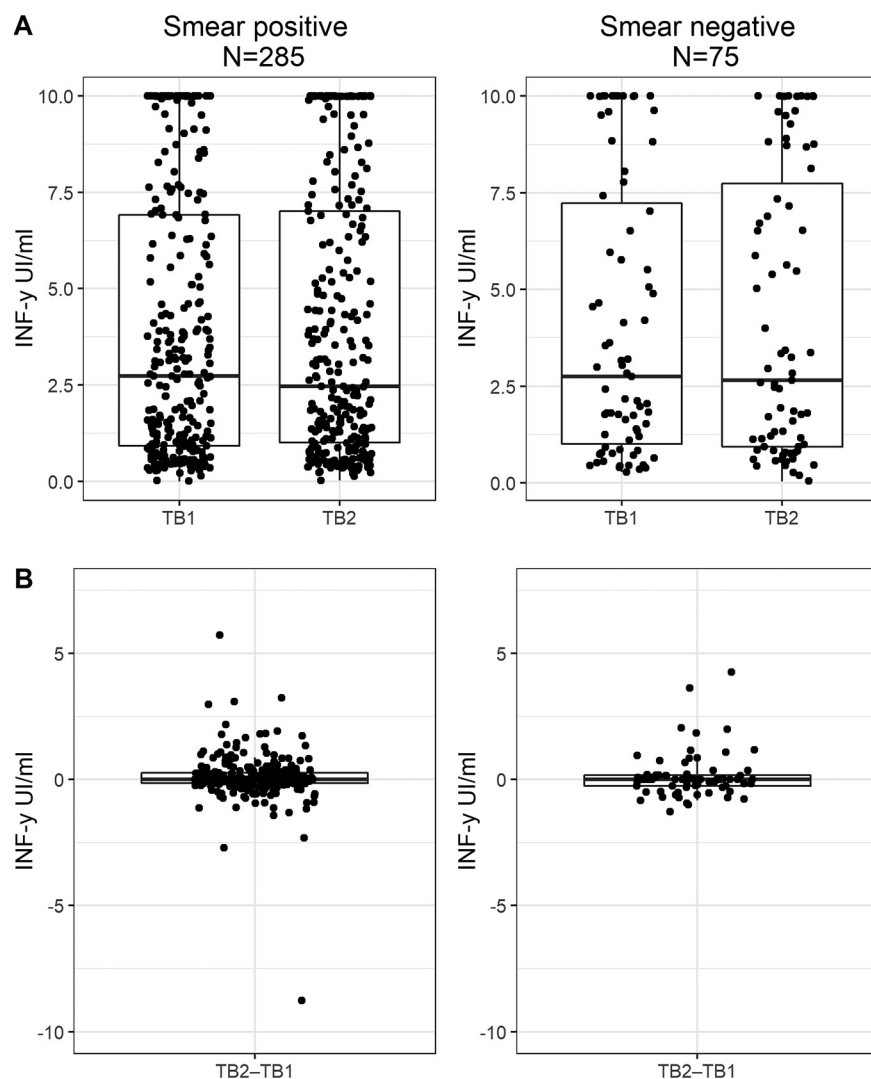 A
Smear positive
N=285
Smear negative
N=75
INF-y UI/ml
10.0
7.5
5.0
2.5
0.0
TB1
TB2
INF-y UI/ml
10.0
7.5
5.0
2.5
0.0
TB1
TB2
B
INF-y UI/ml
5
0
-5
-10
TB2–TB1
INF-y UI/ml
5
0
-5
-10
TB2–TB1